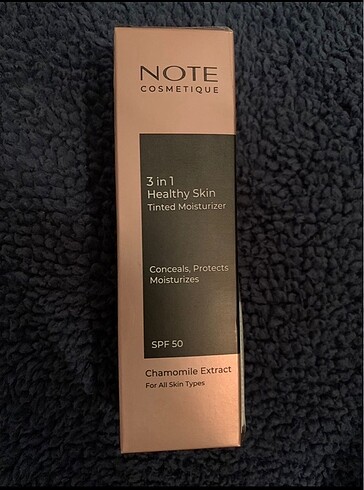 NOTE
COSMETIQUE
3 in 1
Healthy Skin
Tinted Moisturizer
Conceals, Protects
Moisturizes
SPF 50
Chamomile Extract
For All Skin Types